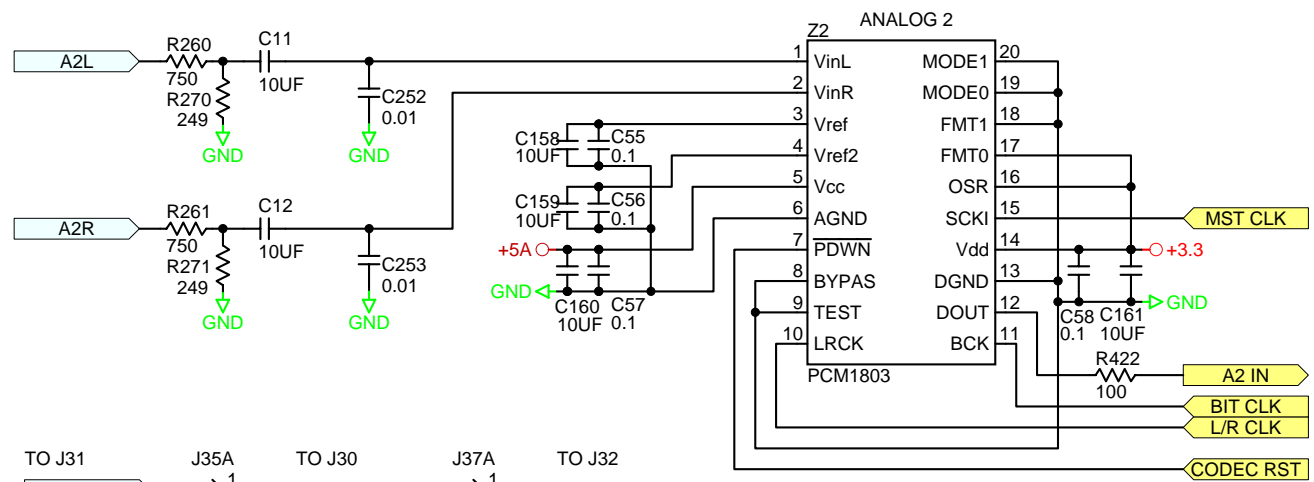 ANALOG 2
Z2
A2L
R260
750
C11
10UF
R270
249
GND
C252
0.01
GND
A2R
R261
750
C12
10UF
R271
249
GND
C253
0.01
GND
C158
10UF
C55
0.1
C159
10UF
C56
0.1
+5A
GND
C160
10UF
C57
0.1
1 VinL MODE1 20
2 VinR MODE0 19
3 Vref FMT1 18
4 Vref2 FMT0 17
5 Vcc OSR 16
6 AGND SCKI 15
7 PDWN Vdd 14
8 BYPAS DGND 13
9 TEST DOUT 12
10 LRCK BCK 11
PCM1803
MST CLK
+3.3
GND
C58
0.1
C161
10UF
R422
100
A2 IN
BIT CLK
L/R CLK
CODEC RST
TO J31
J35A
1
TO J30
J37A
1
TO J32